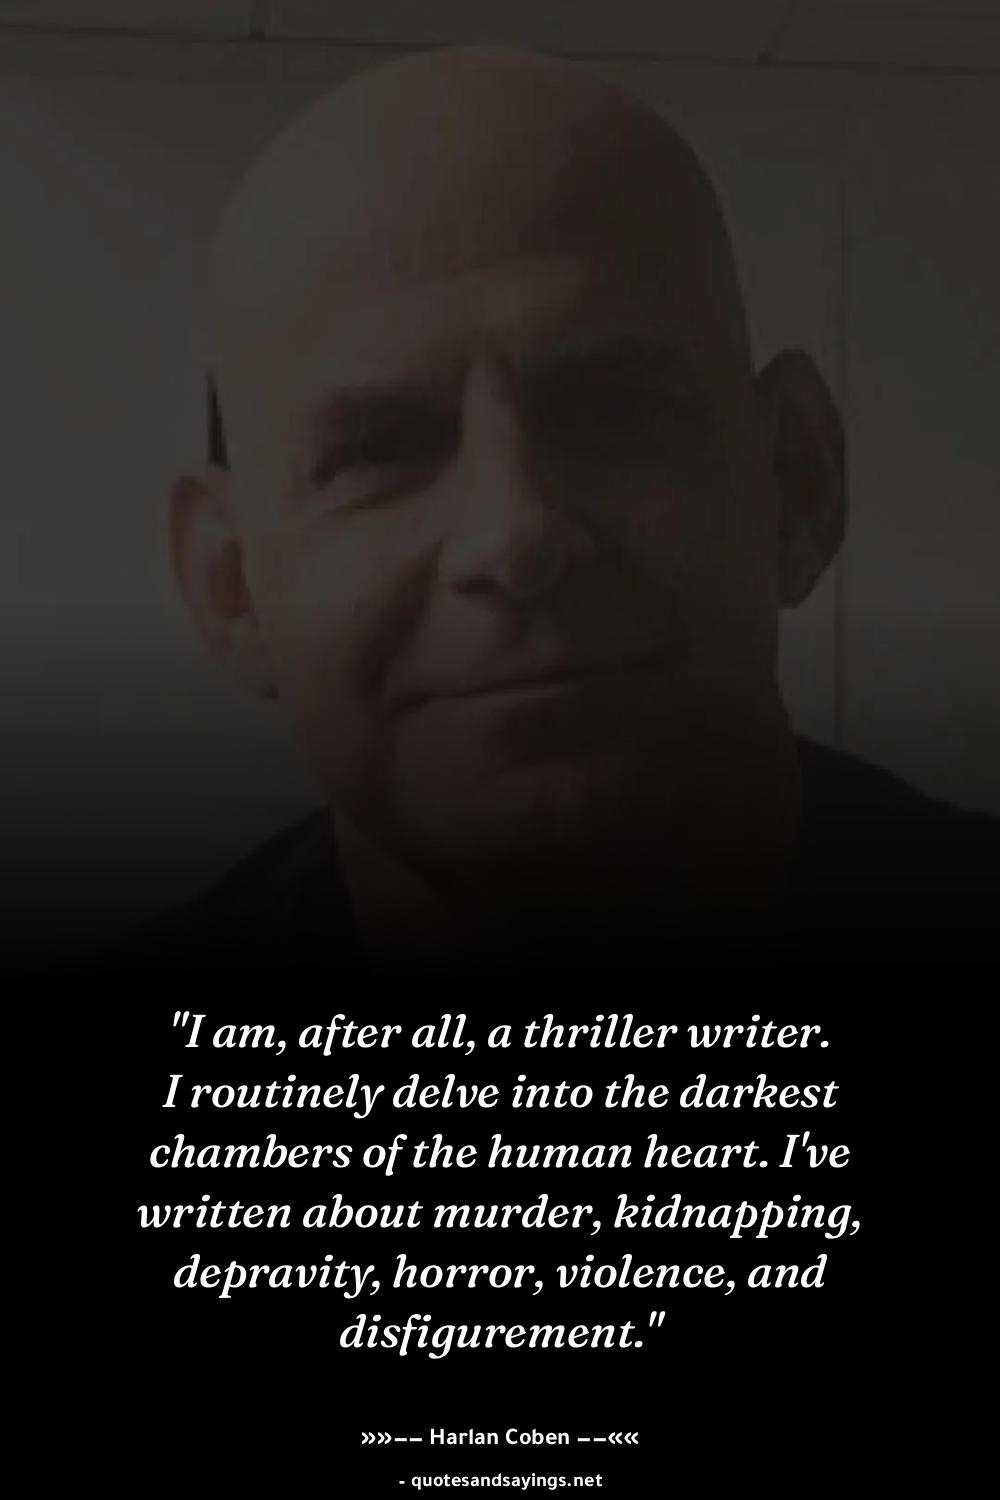 "I am, after all, a thriller writer.
I routinely delve into the darkest
chambers of the human heart. I've
written about murder, kidnapping,
depravity, horror, violence, and
disfigurement."
»»−− Harlan Coben −−««
- quotesandsayings.net